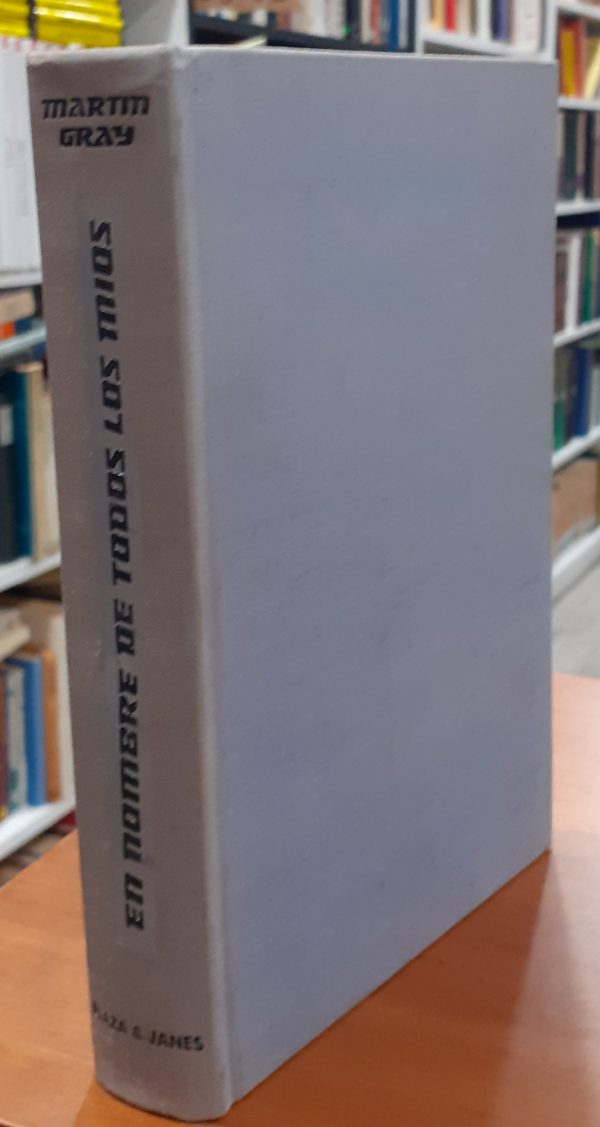 MARTIN
GRAY
EN NOMBRE DE TODOS LOS MIOS
PLAZA & JANES